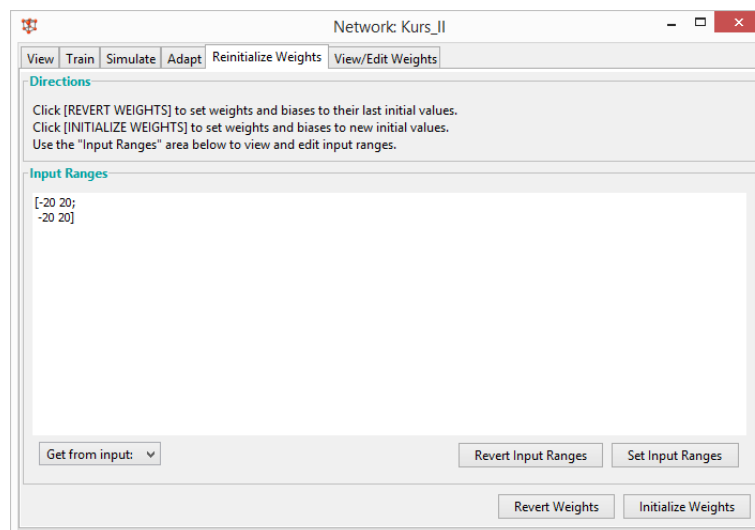 Network: Kurs_II
View Train Simulate Adapt Reinitialize Weights View/Edit Weights
Directions
Click [REVERT WEIGHTS] to set weights and biases to their last initial values.
Click [INITIALIZE WEIGHTS] to set weights and biases to new initial values.
Use the "Input Ranges" area below to view and edit input ranges.
Input Ranges
[-20 20;
-20 20]
Get from input: Revert Input Ranges Set Input Ranges
Revert Weights Initialize Weights